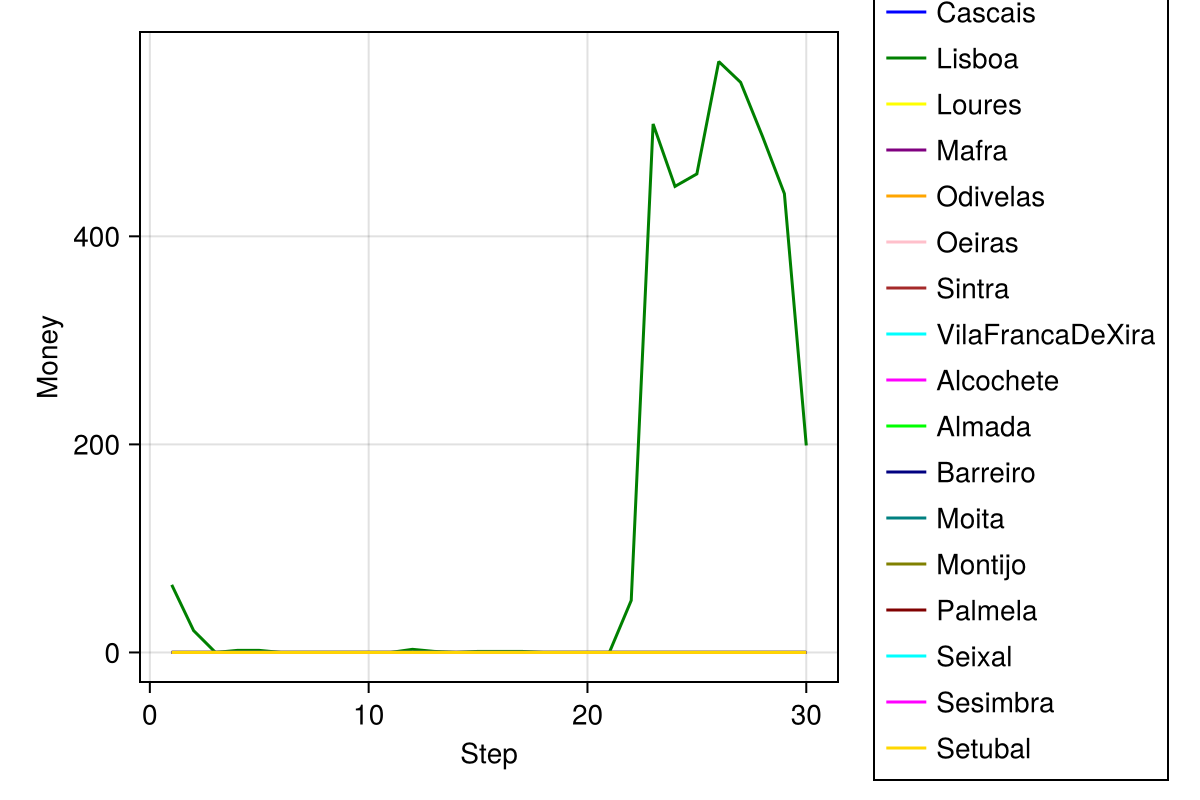 Money
400
200
0
0
10
20
30
Step
Cascais
Lisboa
Loures
Mafra
Odivelas
Oeiras
Sintra
VilaFrancaDeXira
Alcochete
Almada
Barreiro
Moita
Montijo
Palmela
Seixal
Sesimbra
Setubal